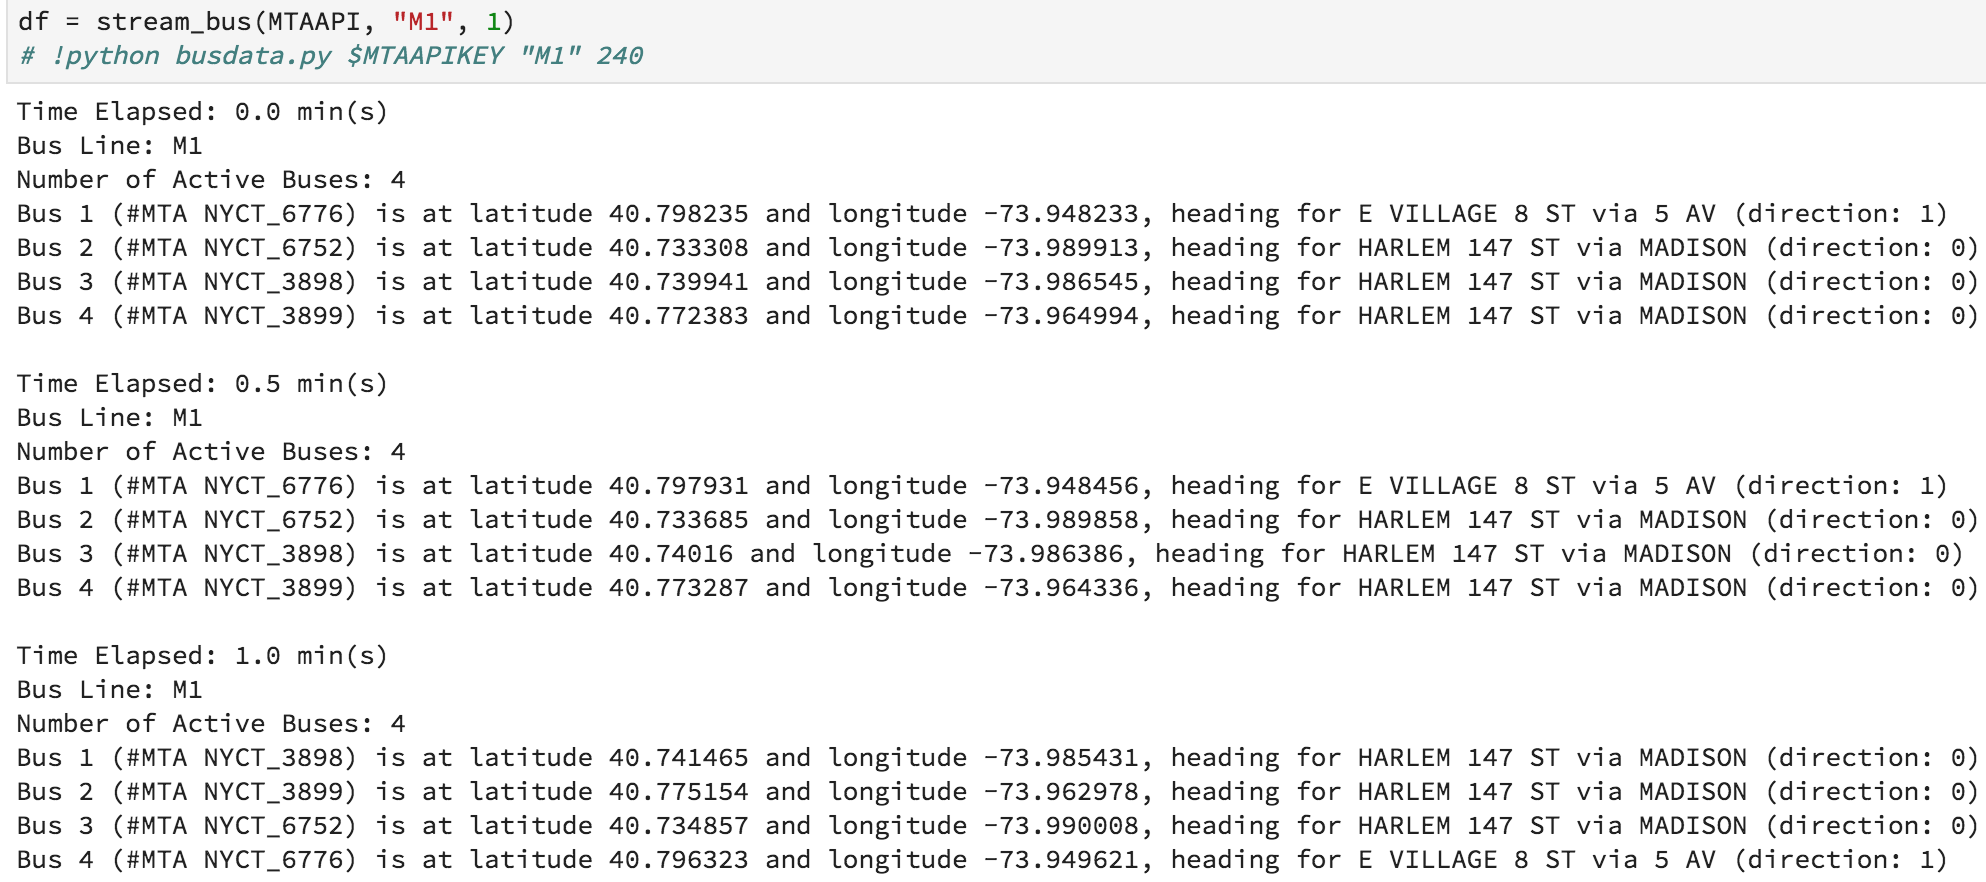 df = stream_bus(MTAAPI, "M1", 1)
# !python busdata.py $MTAAPIKEY "M1" 240
Time Elapsed: 0.0 min(s)
Bus Line: M1
Number of Active Buses: 4
Bus 1 (#MTA NYCT_6776) is at latitude 40.798235 and longitude -73.948233, heading for E VILLAGE 8 ST via 5 AV (direction: 1)
Bus 2 (#MTA NYCT_6752) is at latitude 40.733308 and longitude -73.989913, heading for HARLEM 147 ST via MADISON (direction: 0)
Bus 3 (#MTA NYCT_3898) is at latitude 40.739941 and longitude -73.986545, heading for HARLEM 147 ST via MADISON (direction: 0)
Bus 4 (#MTA NYCT_3899) is at latitude 40.772383 and longitude -73.964994, heading for HARLEM 147 ST via MADISON (direction: 0)
Time Elapsed: 0.5 min(s)
Bus Line: M1
Number of Active Buses: 4
Bus 1 (#MTA NYCT_6776) is at latitude 40.797931 and longitude -73.948456, heading for E VILLAGE 8 ST via 5 AV (direction: 1)
Bus 2 (#MTA NYCT_6752) is at latitude 40.733685 and longitude -73.989858, heading for HARLEM 147 ST via MADISON (direction: 0)
Bus 3 (#MTA NYCT_3898) is at latitude 40.74016 and longitude -73.986386, heading for HARLEM 147 ST via MADISON (direction: 0)
Bus 4 (#MTA NYCT_3899) is at latitude 40.773287 and longitude -73.964336, heading for HARLEM 147 ST via MADISON (direction: 0)
Time Elapsed: 1.0 min(s)
Bus Line: M1
Number of Active Buses: 4
Bus 1 (#MTA NYCT_3898) is at latitude 40.741465 and longitude -73.985431, heading for HARLEM 147 ST via MADISON (direction: 0)
Bus 2 (#MTA NYCT_3899) is at latitude 40.775154 and longitude -73.962978, heading for HARLEM 147 ST via MADISON (direction: 0)
Bus 3 (#MTA NYCT_6752) is at latitude 40.734857 and longitude -73.990008, heading for HARLEM 147 ST via MADISON (direction: 0)
Bus 4 (#MTA NYCT_6776) is at latitude 40.796323 and longitude -73.949621, heading for E VILLAGE 8 ST via 5 AV (direction: 1)